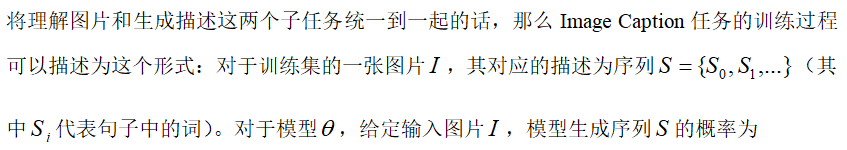 将理解图片和生成描述这两个子任务统一到一起的话，那么 Image Caption 任务的训练过程
可以描述为这个形式：对于训练集的一张图片 I ，其对应的描述为序列 S = {S₀, S₁,...}（其
中 Sᵢ 代表句子中的词）。对于模型 θ ，给定输入图片 I ，模型生成序列 S 的概率为